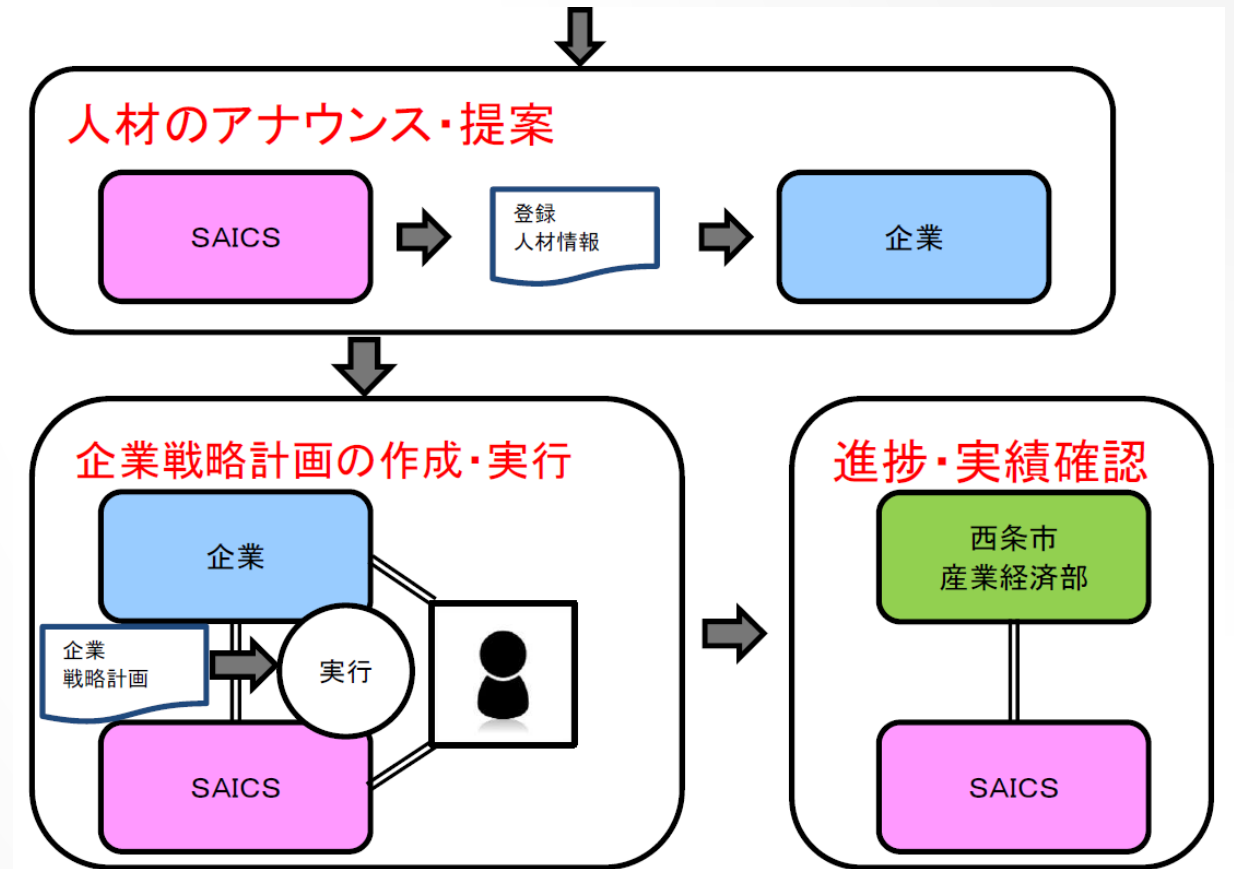 人材のアナウンス・提案
SAICS
登録
人材情報
企業
企業戦略計画の作成・実行
企業
企業
戦略計画
実行
SAICS
進捗・実績確認
西条市
産業経済部
SAICS